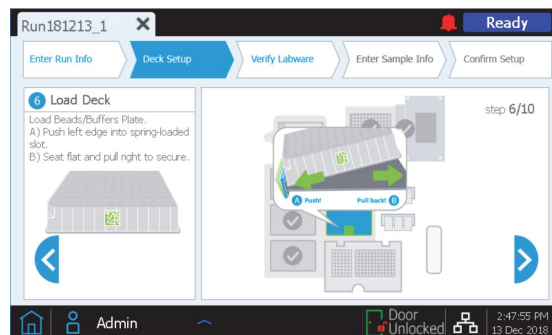 Run181213_1
Ready
Enter Run Info
Deck Setup
Verify Labware
Enter Sample Info
Confirm Setup
6 Load Deck
Load Beads/Buffers Plate.
A) Push left edge into spring-loaded
slot.
B) Seat flat and pull right to secure.
step 6/10
A Push!
Pull back! B
Admin
Door
Unlocked
2:47:55 PM
13 Dec 2018